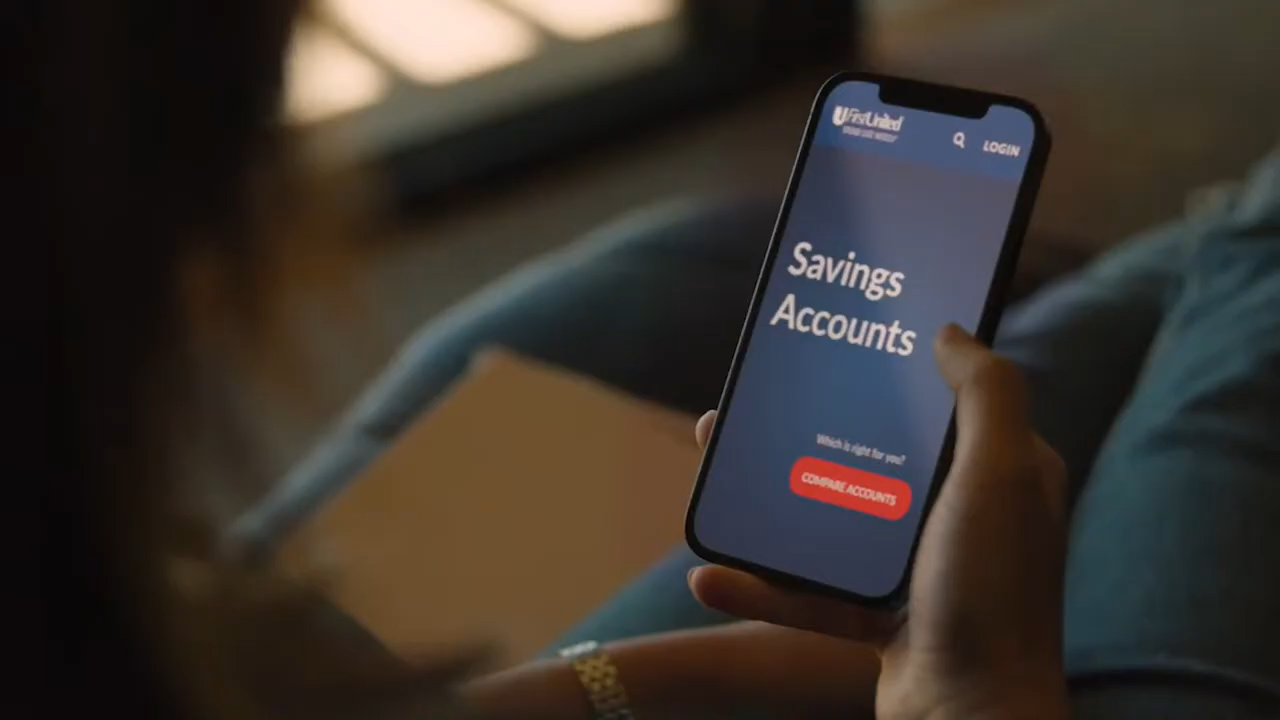 FirstUnited
LOGIN
Savings
Accounts
Which is right for you?
COMPARE ACCOUNTS